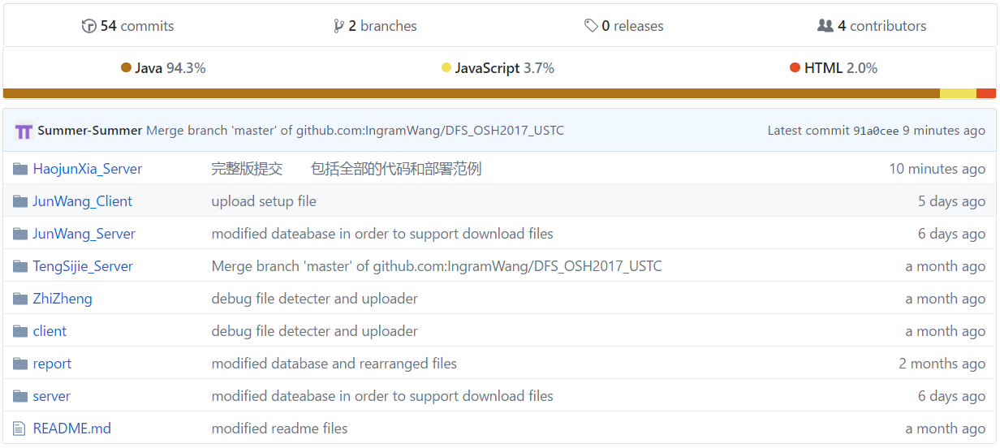 54 commits 2 branches 0 releases 4 contributors
Java 94.3% JavaScript 3.7% HTML 2.0%
Summer-Summer Merge branch 'master' of github.com:IngramWang/DFS_OSH2017_USTC Latest commit 91a0cee 9 minutes ago
HaojunXia_Server 完整版提交 包括全部的代码和部署范例 10 minutes ago
JunWang_Client upload setup file 5 days ago
JunWang_Server modified dateabase in order to support download files 6 days ago
TengSijie_Server Merge branch 'master' of github.com:IngramWang/DFS_OSH2017_USTC a month ago
ZhiZheng debug file detecter and uploader a month ago
client debug file detecter and uploader a month ago
report modified database and rearranged files 2 months ago
server modified dateabase in order to support download files 6 days ago
README.md modified readme files a month ago